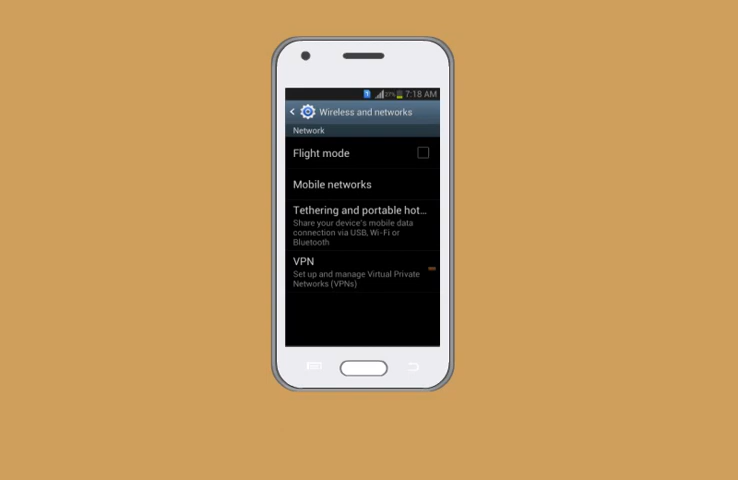 7:18 AM
Wireless and networks
Network
Flight mode
Mobile networks
Tethering and portable hot...
Share your device's mobile data
connection via USB, Wi-Fi or
Bluetooth
VPN
Set up and manage Virtual Private
Networks (VPNs)